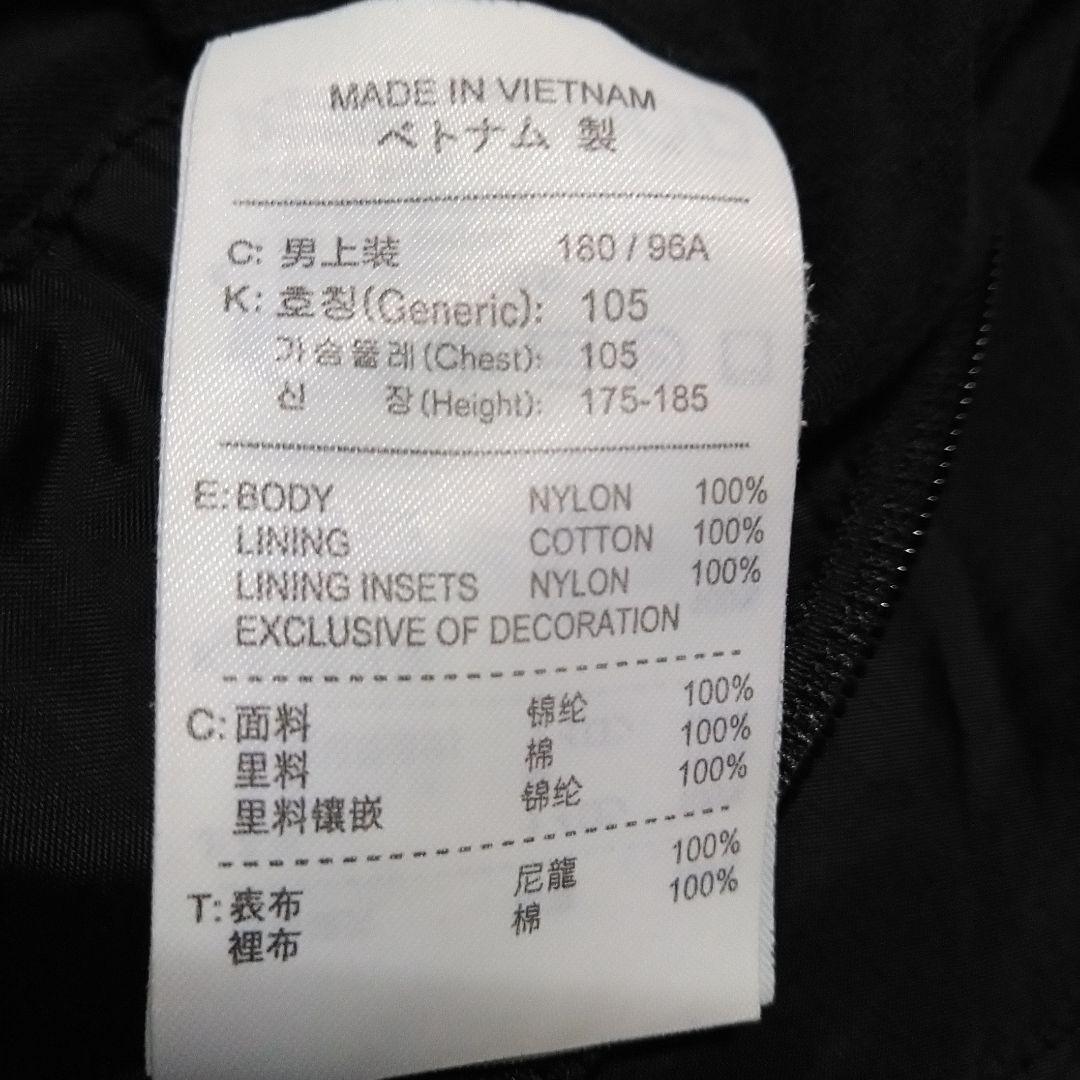 MADE IN VIETNAM
ベトナム 製
C: 男上装 180 / 96A
K: 호칭(Generic): 105
가슴둘레(Chest): 105
신 장(Height): 175-185
E: BODY NYLON 100%
LINING COTTON 100%
LINING INSETS NYLON 100%
EXCLUSIVE OF DECORATION
C: 面料 锦纶 100%
里料 棉 100%
里料镶嵌 锦纶 100%
T: 表布 尼龍 100%
裡布 棉 100%